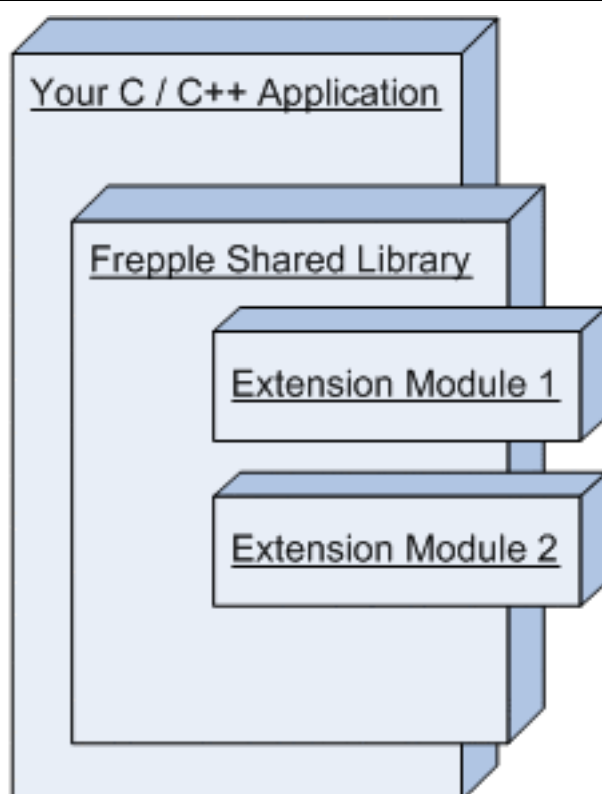 Your C / C++ Application
Frepple Shared Library
Extension Module 1
Extension Module 2